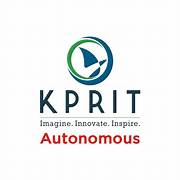 KPRIT
Imagine. Innovate. Inspire.
Autonomous